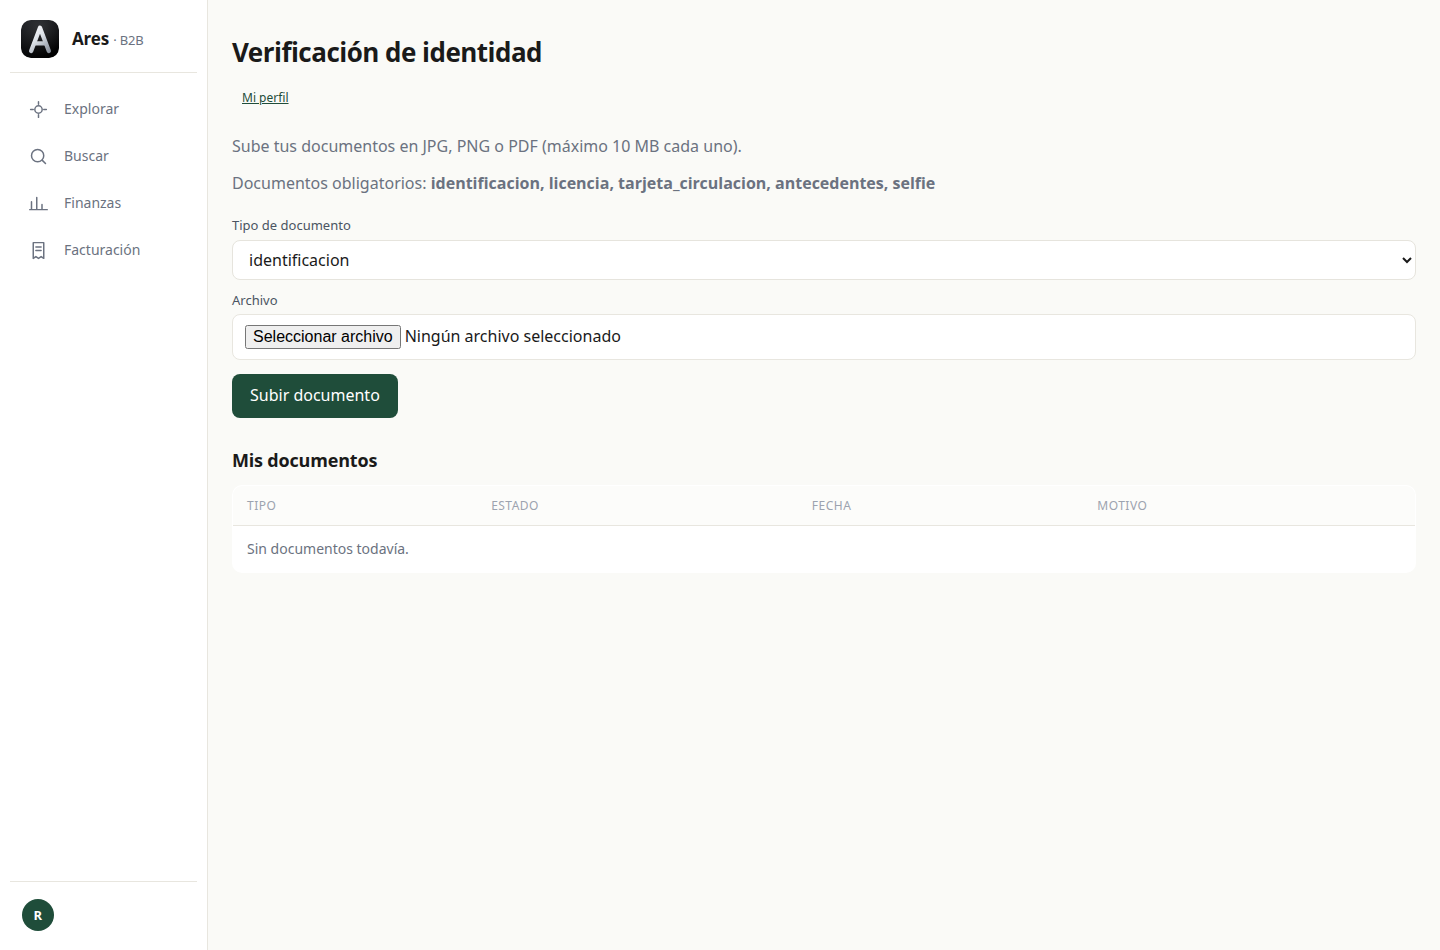 Ares · B2B
Explorar
Buscar
Finanzas
Facturación
R
Verificación de identidad
Mi perfil
Sube tus documentos en JPG, PNG o PDF (máximo 10 MB cada uno).
Documentos obligatorios: identificacion, licencia, tarjeta_circulacion, antecedentes, selfie
Tipo de documento
identificacion
Archivo
Seleccionar archivo Ningún archivo seleccionado
Subir documento
Mis documentos
TIPO ESTADO FECHA MOTIVO
Sin documentos todavía.